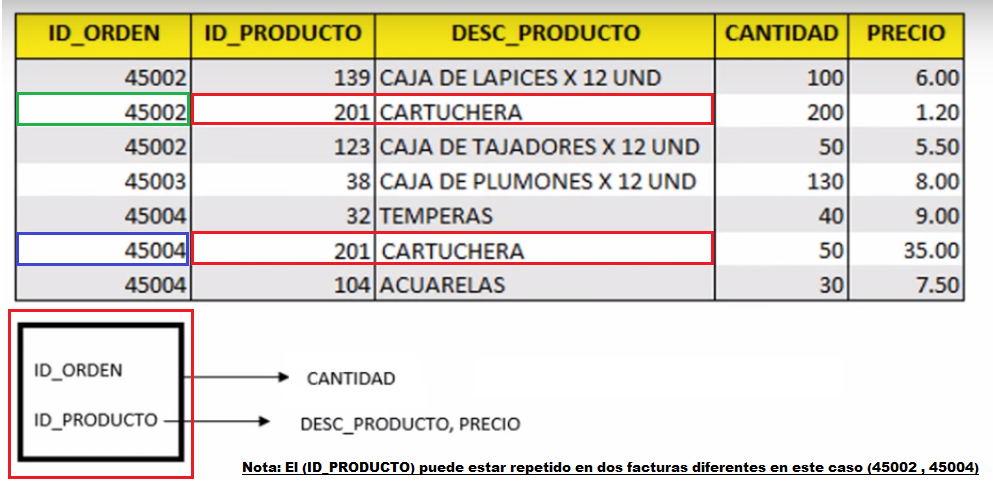 ID_ORDEN ID_PRODUCTO DESC_PRODUCTO CANTIDAD PRECIO
45002 139 CAJA DE LAPICES X 12 UND 100 6.00
45002 201 CARTUCHERA 200 1.20
45002 123 CAJA DE TAJADORES X 12 UND 50 5.50
45003 38 CAJA DE PLUMONES X 12 UND 130 8.00
45004 32 TEMPERAS 40 9.00
45004 201 CARTUCHERA 50 35.00
45004 104 ACUARELAS 30 7.50
ID_ORDEN CANTIDAD
ID_PRODUCTO DESC_PRODUCTO, PRECIO
Nota: El (ID_PRODUCTO) puede estar repetido en dos facturas diferentes en este caso (45002 , 45004)